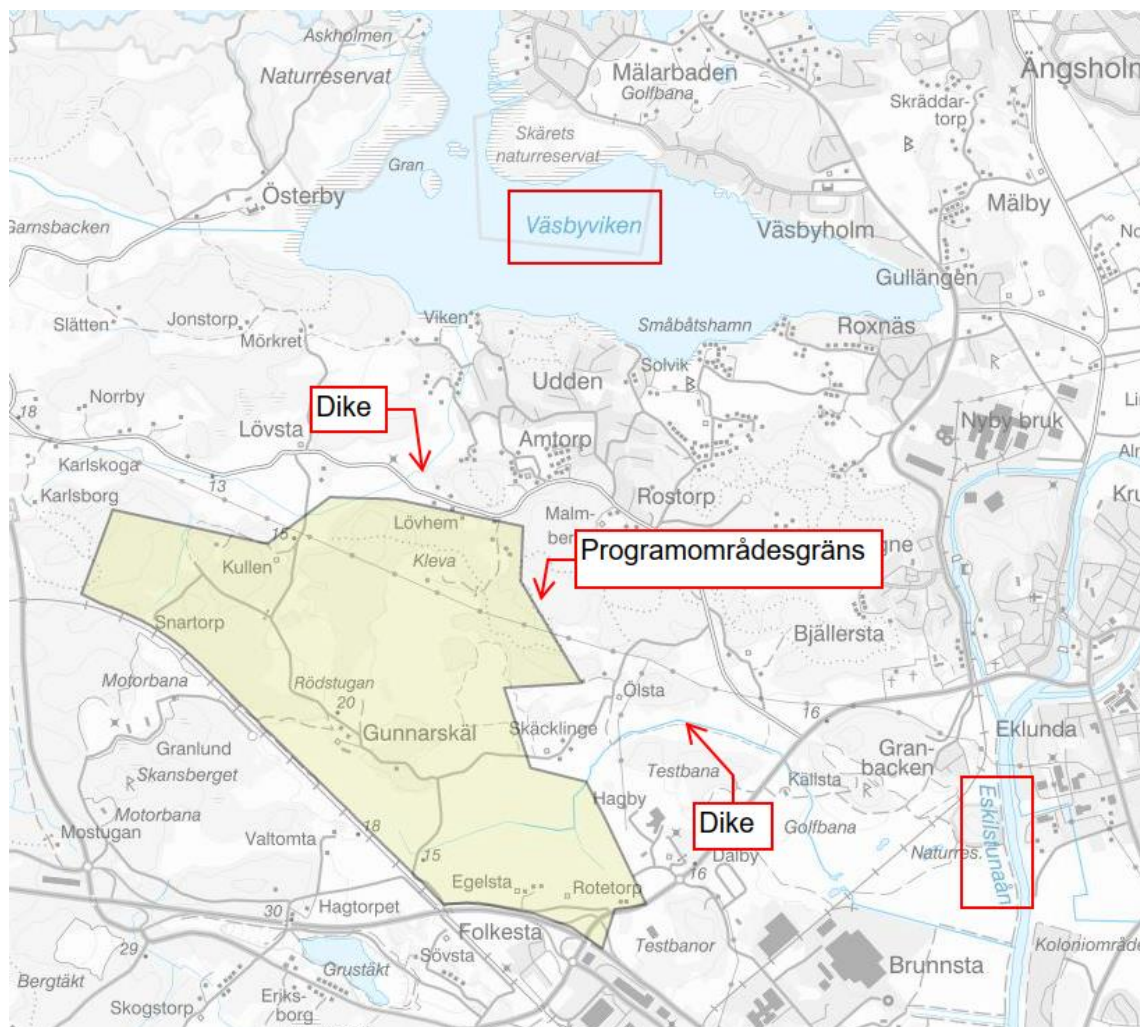 Askholmen
Naturreservat
Mälarbaden
Golfbana
Ängsholm
Skräddar-
torp
Skärets
naturreservat
Gran
Österby
Mälby
Väsbyviken
Väsbyholm
Garnsbacken
No
Gullängen
Slätten
Jonstorp
Viken
Småbåtshamn
Roxnäs
Mörkret
Solvik
Udden
Dike
18
Norrby
Li
Lövsta
Amtorp
Nyby bruk
Karlskoga
13
Karlsborg
Rostorp
Kru
Lövhem
Malm-
15
Programområdesgräns
Kullen
Kleva
Snartorp
Bjällersta
Motorbana
Rödstugan
20
Ölsta
16
Gunnarskäl
Skäcklinge
Eklunda
Granlund
Gran-
backen
Skansberget
Testbana
Källsta
Hagby
Motorbana
Dike
Golfbana
Eskilstunaån
Mostugan
18
Valtomta
15
Dalby
Naturres.
16
Egelsta
Rotetorp
Hagtorpet
30
Folkesta
29
Sövsta
Testbanor
Koloniområde
Bergtäkt
Grustäkt
Brunnsta
Skogstorp
Eriks-
borg